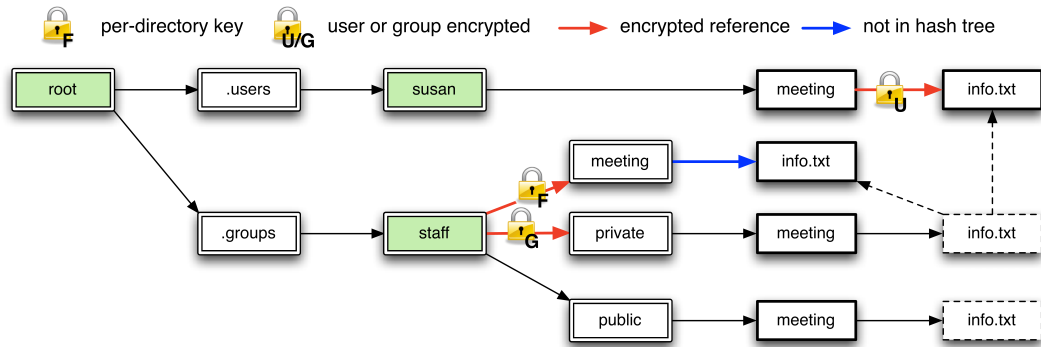 F per-directory key U/G user or group encrypted encrypted reference not in hash tree
root .users susan meeting U info.txt
meeting info.txt
F
.groups staff G private meeting info.txt
public meeting info.txt